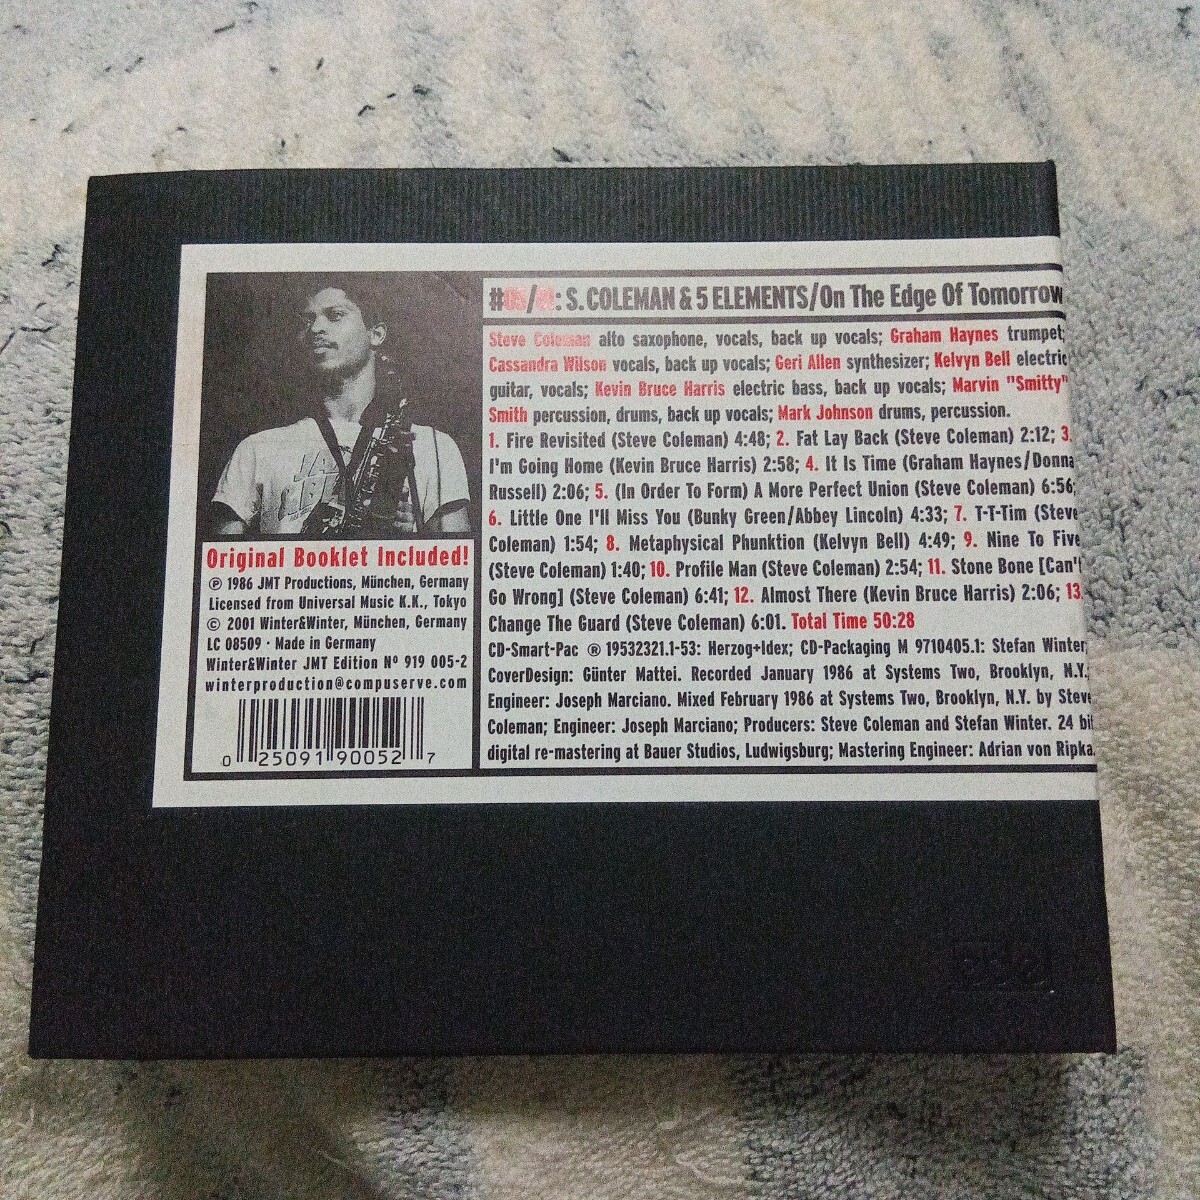 #05/: S. COLEMAN & 5 ELEMENTS/On The Edge Of Tomorrow
Steve Coleman alto saxophone, vocals, back up vocals; Graham Haynes trumpet;
Cassandra Wilson vocals, back up vocals; Geri Allen synthesizer; Kelvyn Bell electric
guitar, vocals; Kevin Bruce Harris electric bass, back up vocals; Marvin "Smitty"
Smith percussion, drums, back up vocals; Mark Johnson drums, percussion.
1. Fire Revisited (Steve Coleman) 4:48; 2. Fat Lay Back (Steve Coleman) 2:12; 3.
I'm Going Home (Kevin Bruce Harris) 2:58; 4. It Is Time (Graham Haynes/Donna
Russell) 2:06; 5. (In Order To Form) A More Perfect Union (Steve Coleman) 6:56;
6. Little One I'll Miss You (Bunky Green/Abbey Lincoln) 4:33; 7. T-T-Tim (Steve
Coleman) 1:54; 8. Metaphysical Phunktion (Kelvyn Bell) 4:49; 9. Nine To Five
(Steve Coleman) 1:40; 10. Profile Man (Steve Coleman) 2:54; 11. Stone Bone [Can't
Go Wrong] (Steve Coleman) 6:41; 12. Almost There (Kevin Bruce Harris) 2:06; 13.
Change The Guard (Steve Coleman) 6:01. Total Time 50:28
CD-Smart-Pac ® 19532321.1-53: Herzog+Idex; CD-Packaging M 9710405.1: Stefan Winter;
CoverDesign: Günter Mattei. Recorded January 1986 at Systems Two, Brooklyn, N.Y.
Engineer: Joseph Marciano. Mixed February 1986 at Systems Two, Brooklyn, N.Y. by Steve
Coleman; Engineer: Joseph Marciano; Producers: Steve Coleman and Stefan Winter. 24 bit
digital re-mastering at Bauer Studios, Ludwigsburg; Mastering Engineer: Adrian von Ripka.
Original Booklet Included!
℗ 1986 JMT Productions, München, Germany
Licensed from Universal Music K.K., Tokyo
© 2001 Winter&Winter, München, Germany
LC 08509 · Made in Germany
Winter&Winter JMT Edition Nº 919 005-2
winterproduction@compuserve.com
0 25091 90052 7